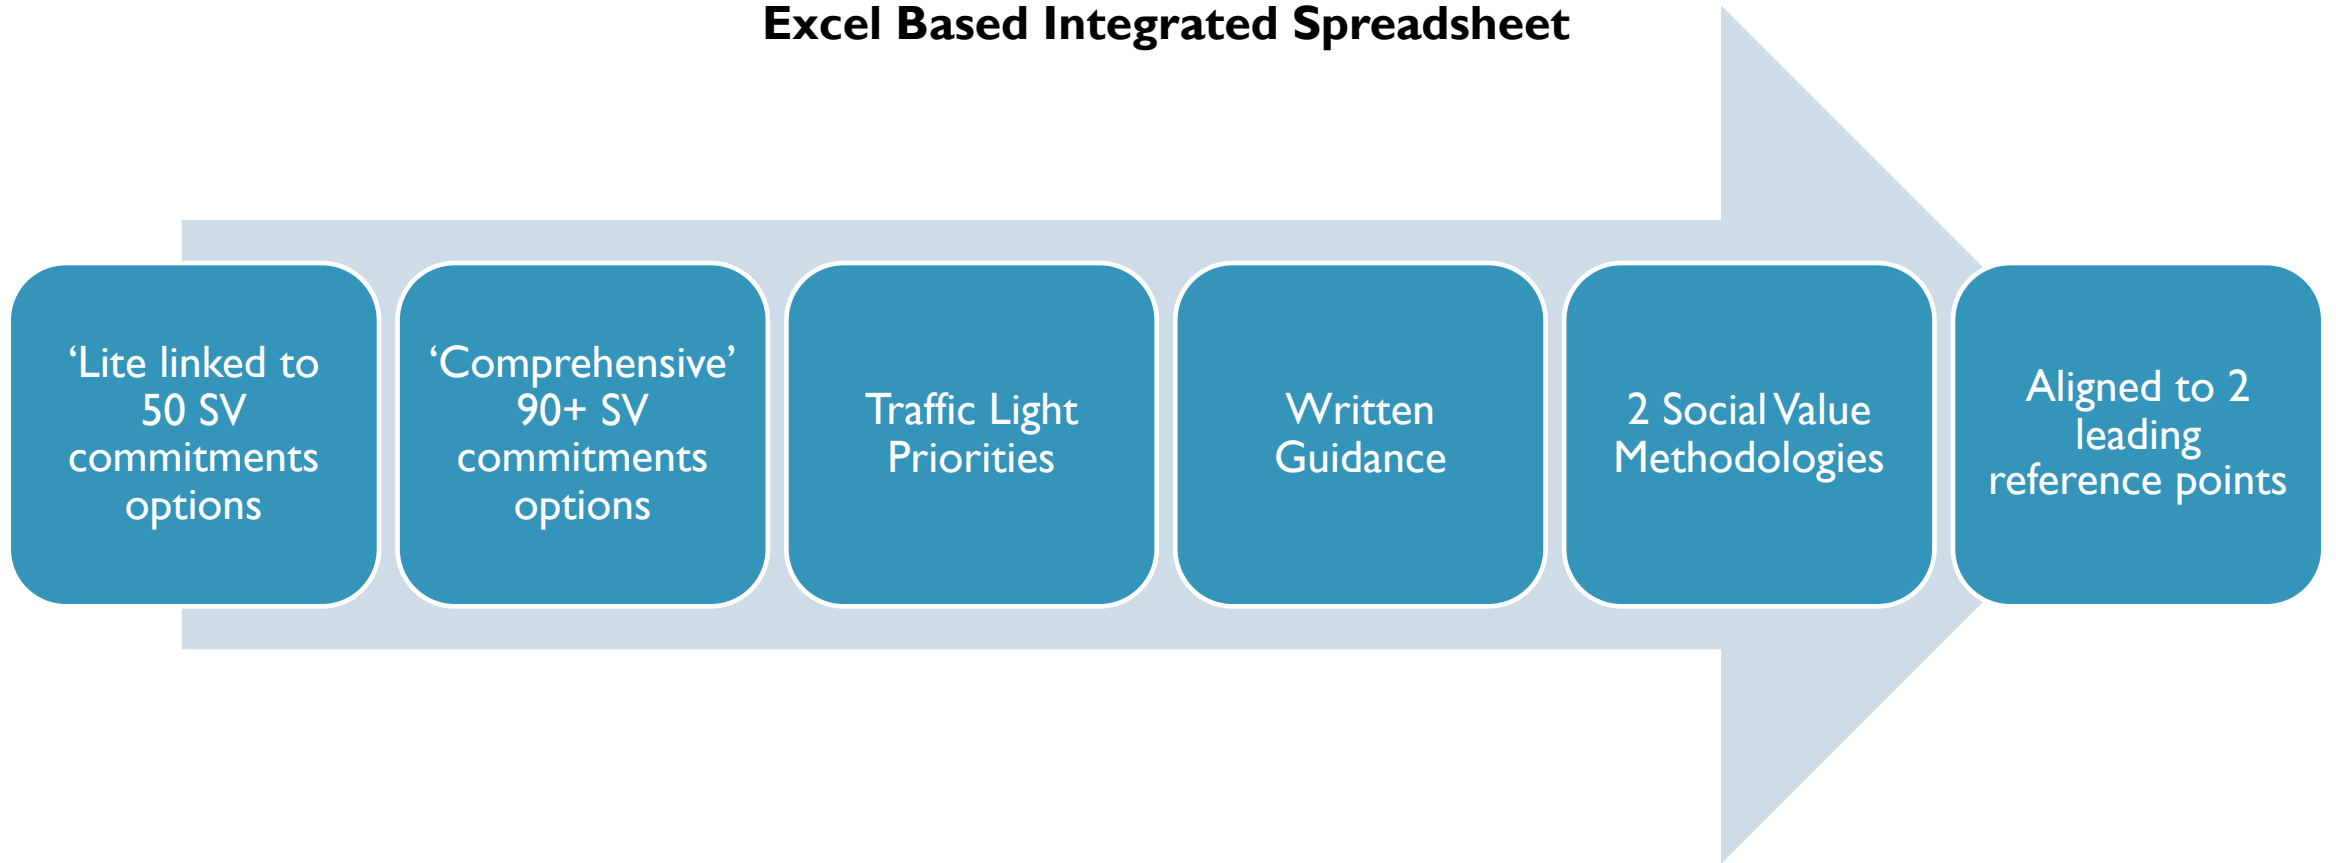 Excel Based Integrated Spreadsheet
‘Lite linked to
50 SV
commitments
options
‘Comprehensive’
90+ SV
commitments
options
Traffic Light
Priorities
Written
Guidance
2 Social Value
Methodologies
Aligned to 2
leading
reference points